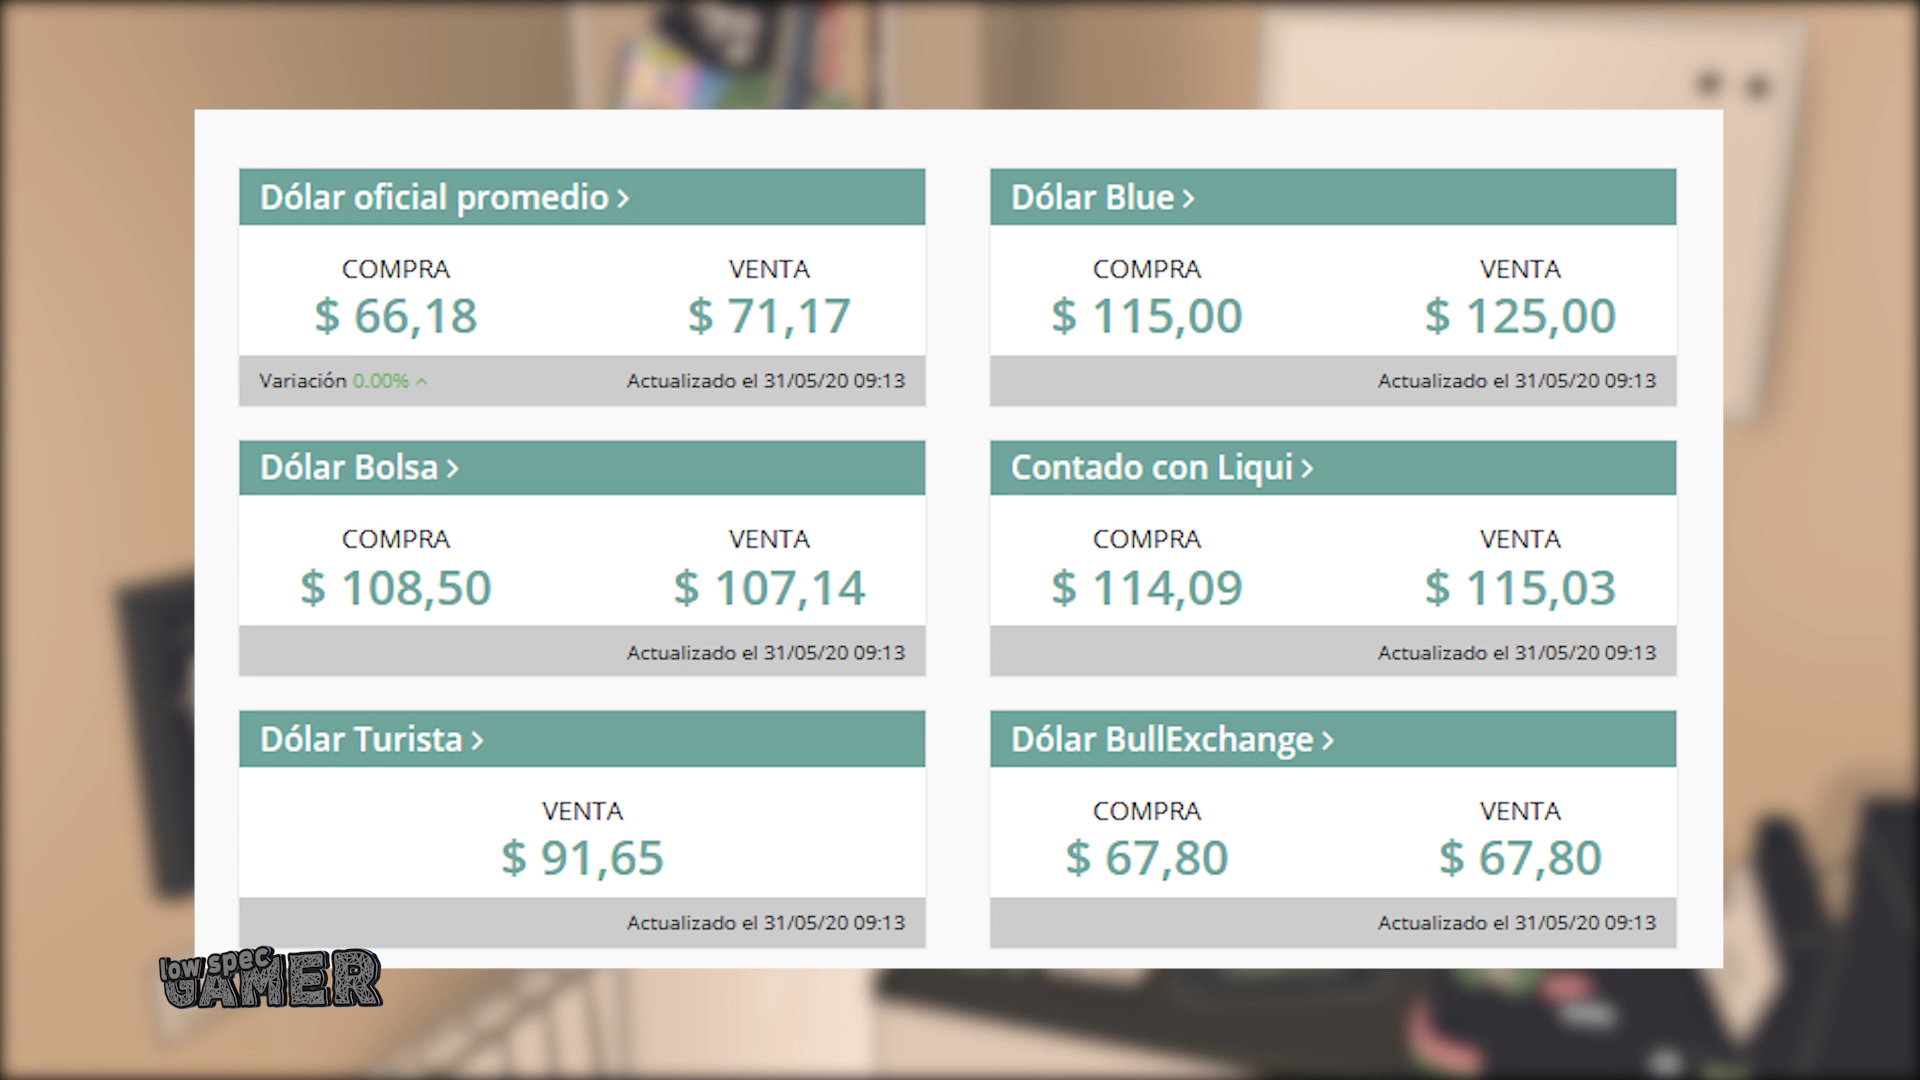 Dólar oficial promedio >
COMPRA VENTA
$ 66,18 $ 71,17
Variación 0.00% ^ Actualizado el 31/05/20 09:13
Dólar Blue >
COMPRA VENTA
$ 115,00 $ 125,00
Actualizado el 31/05/20 09:13
Dólar Bolsa >
COMPRA VENTA
$ 108,50 $ 107,14
Actualizado el 31/05/20 09:13
Contado con Liqui >
COMPRA VENTA
$ 114,09 $ 115,03
Actualizado el 31/05/20 09:13
Dólar Turista >
VENTA
$ 91,65
Actualizado el 31/05/20 09:13
Dólar BullExchange >
COMPRA VENTA
$ 67,80 $ 67,80
Actualizado el 31/05/20 09:13
low spec
GAMER